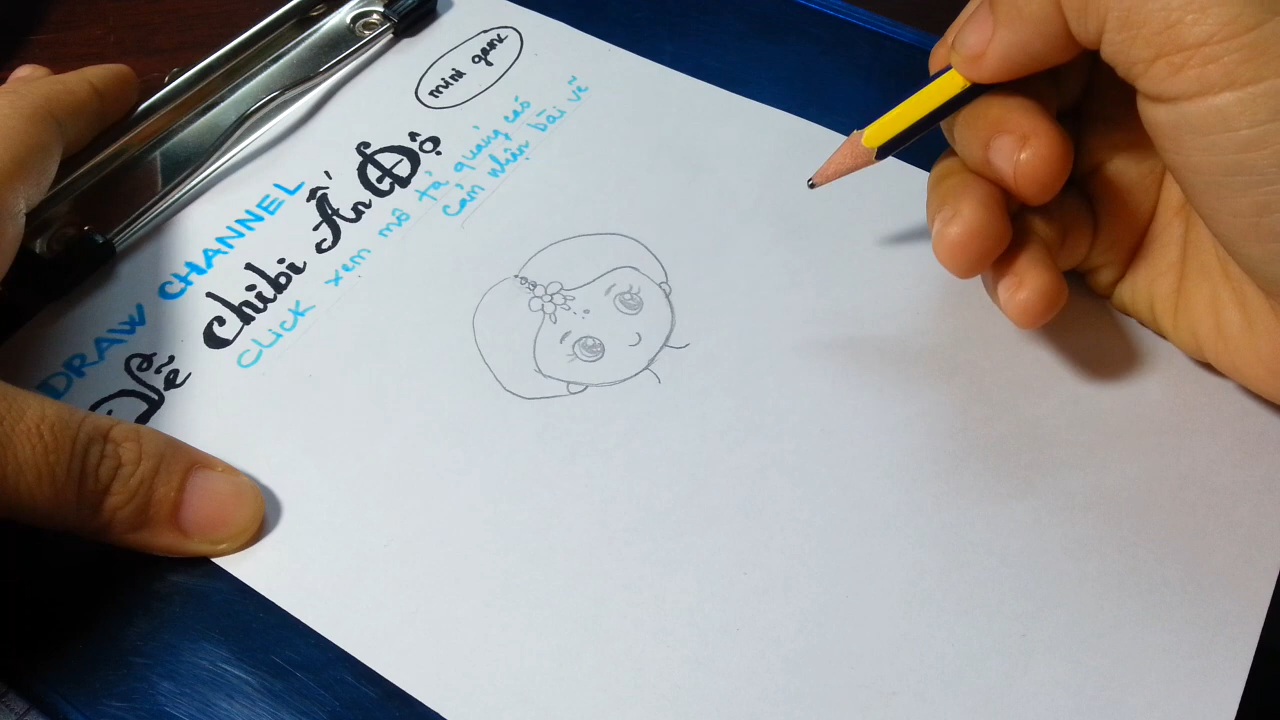 mini game
DRAW CHANNEL
Vẽ Chibi Ấn Độ
CLICK xem mô tả quảng cáo
cảm nhận bài vẽ